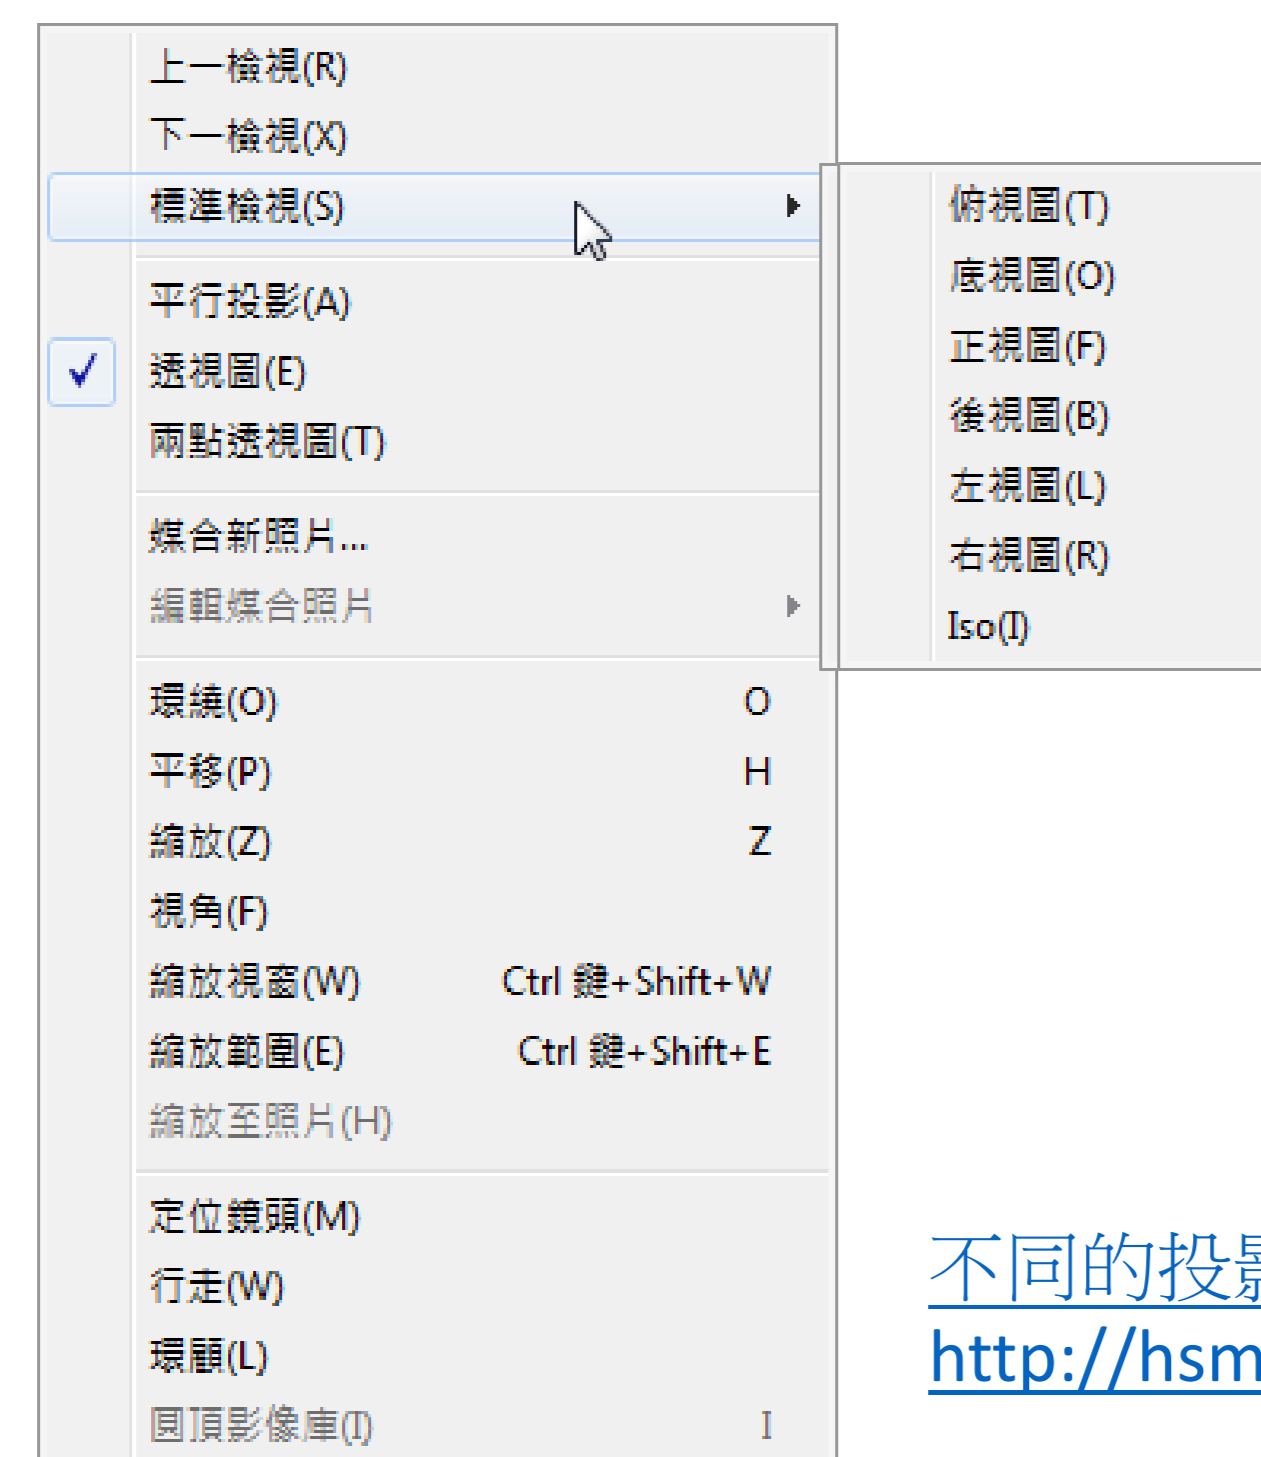 上一檢視(R)
下一檢視(X)
標準檢視(S)
俯視圖(T)
底視圖(O)
正視圖(F)
後視圖(B)
左視圖(L)
右視圖(R)
Iso(I)
平行投影(A)
透視圖(E)
兩點透視圖(T)
媒合新照片...
編輯媒合照片
環繞(O) O
平移(P) H
縮放(Z) Z
視角(F)
縮放視窗(W) Ctrl 鍵+Shift+W
縮放範圍(E) Ctrl 鍵+Shift+E
縮放至照片(H)
定位鏡頭(M)
行走(W)
環顧(L)
圓頂影像庫(I) I
不同的投影
http://hsm